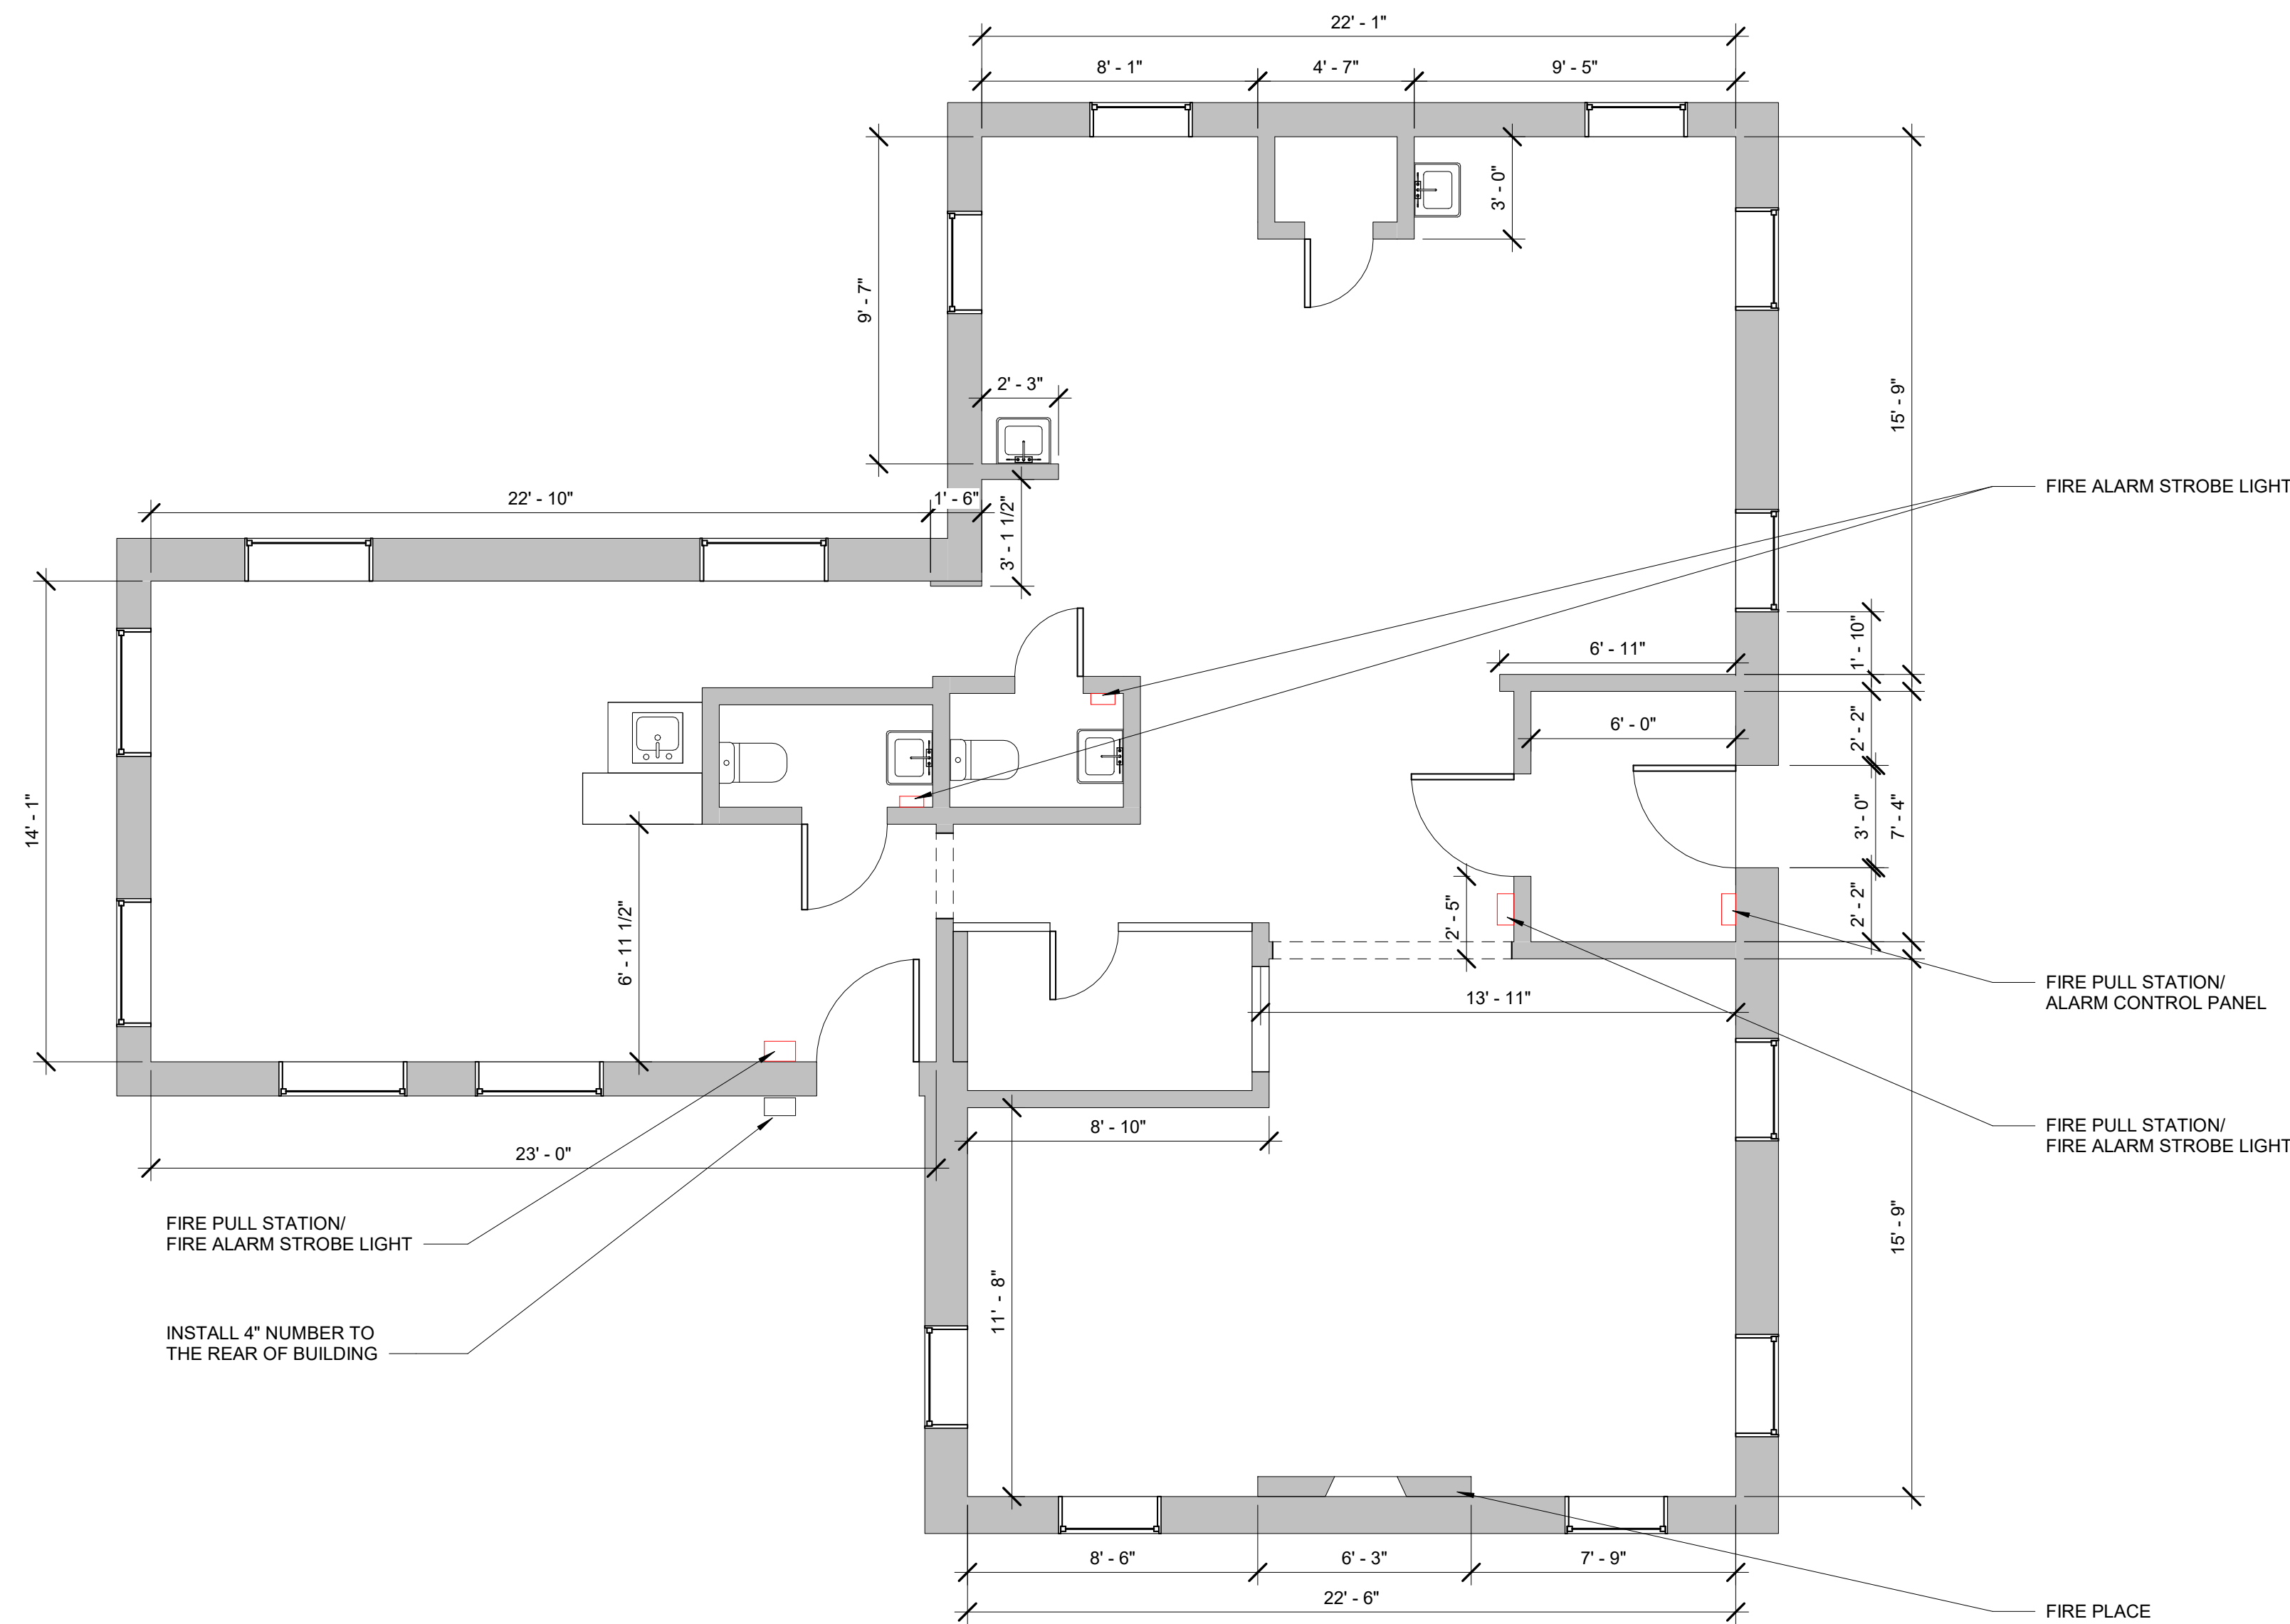 22' - 1"
8' - 1"
4' - 7"
9' - 5"
3' - 0"
9' - 7"
15' - 9"
2' - 3"
FIRE ALARM STROBE LIGHT
22' - 10"
1' - 6"
3' - 1 1/2"
1' - 10"
6' - 11"
6' - 0"
2' - 2"
14' - 1"
3' - 0"
7' - 4"
2' - 2"
2' - 5"
6' - 11 1/2"
FIRE PULL STATION/
ALARM CONTROL PANEL
13' - 11"
8' - 10"
FIRE PULL STATION/
FIRE ALARM STROBE LIGHT
23' - 0"
FIRE PULL STATION/
FIRE ALARM STROBE LIGHT
15' - 9"
11' - 8"
INSTALL 4" NUMBER TO
THE REAR OF BUILDING
8' - 6"
6' - 3"
7' - 9"
22' - 6"
FIRE PLACE